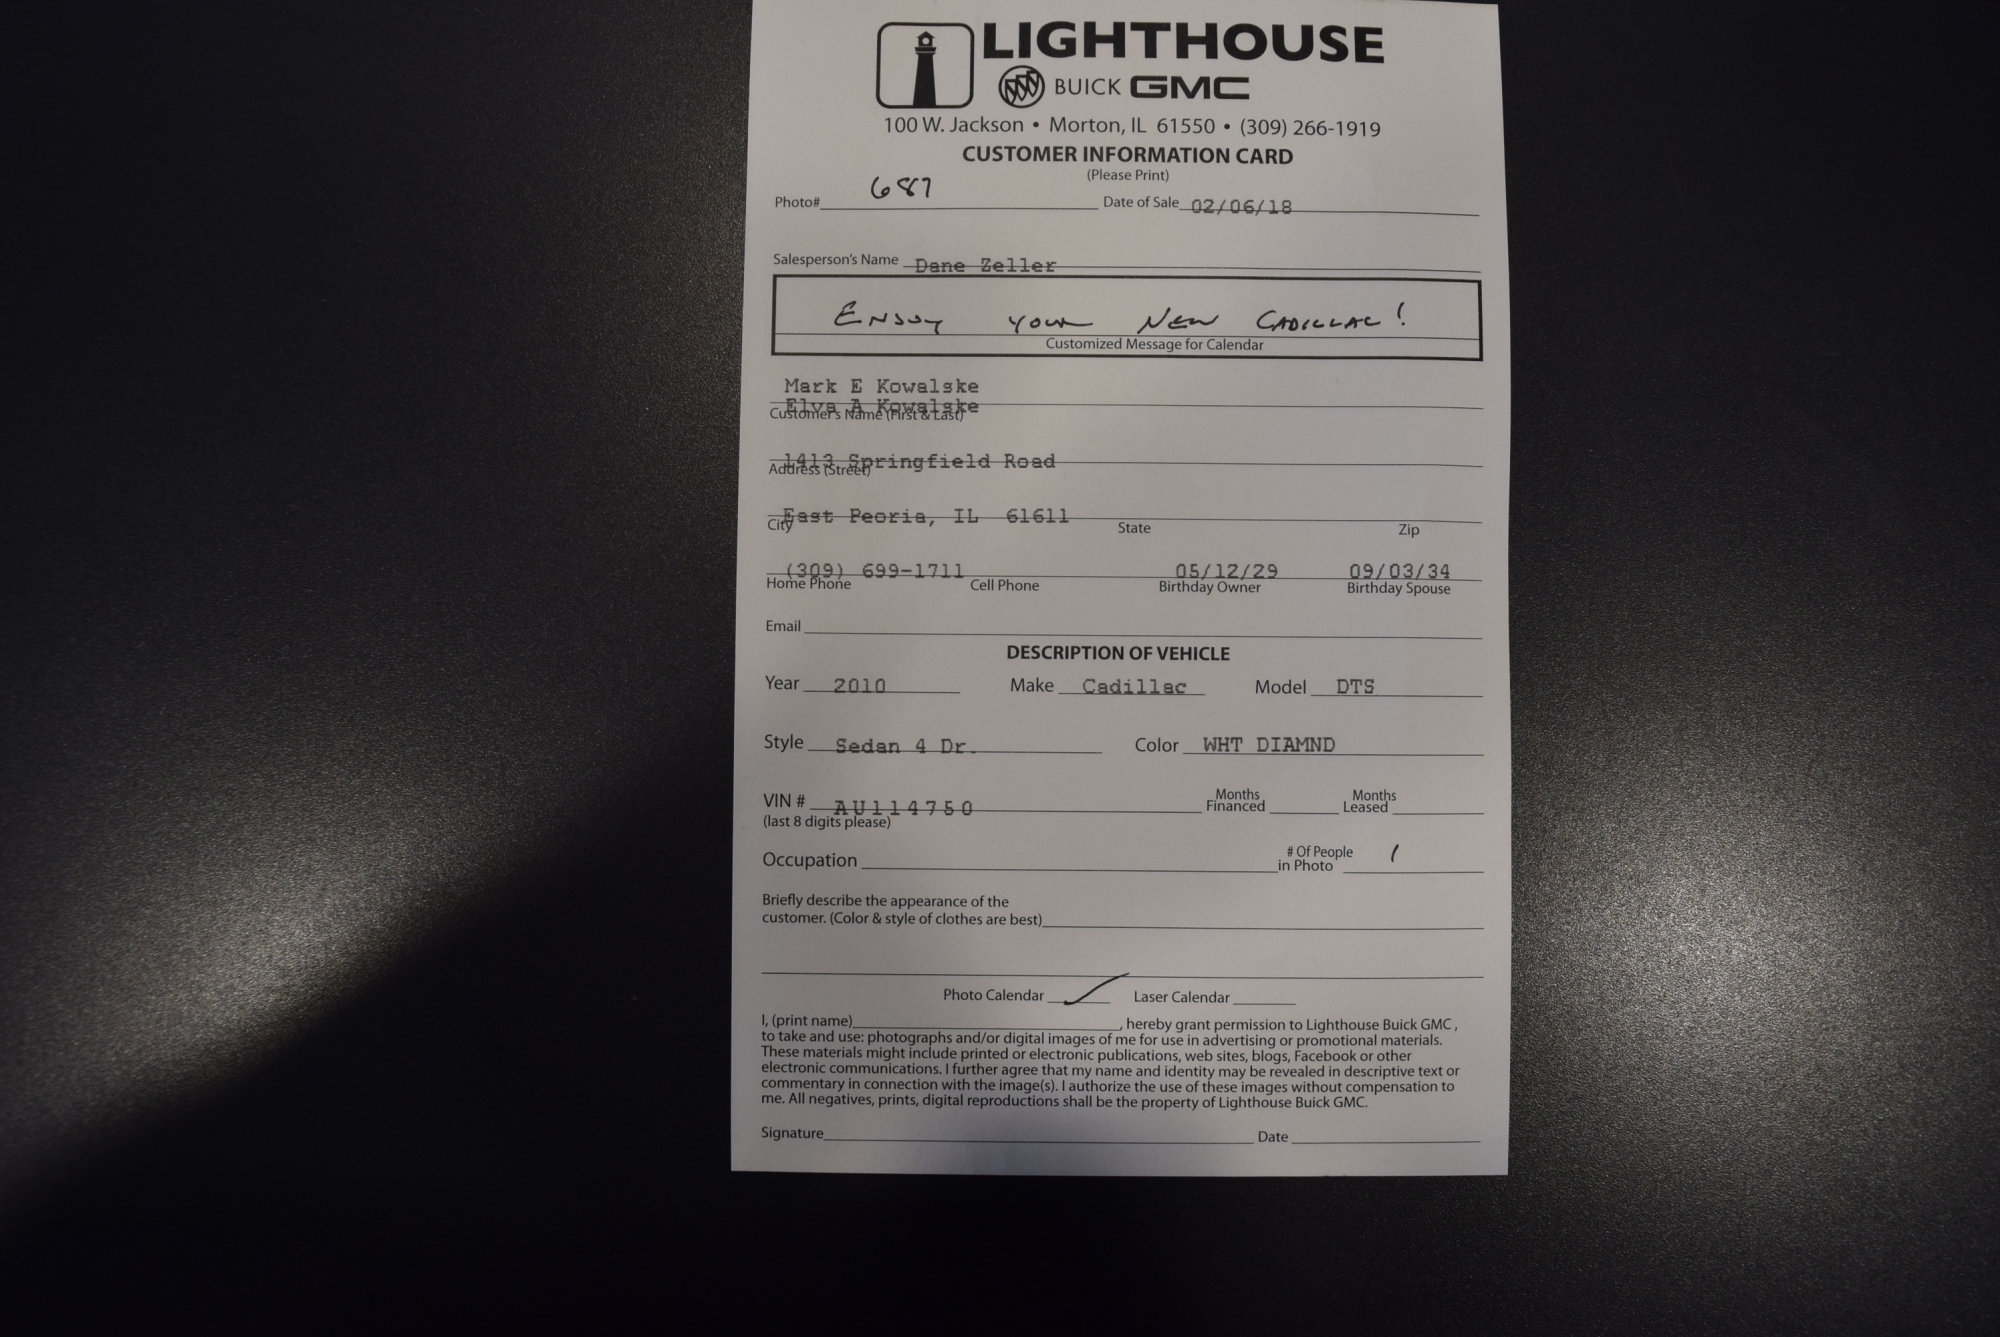 LIGHTHOUSE
BUICK GMC
100 W. Jackson • Morton, IL 61550 • (309) 266-1919
CUSTOMER INFORMATION CARD
(Please Print)
Photo# 687 Date of Sale 02/06/18
Salesperson's Name Dane Zeller
ENJOY YOUR NEW CADILLAC!
Customized Message for Calendar
Mark E Kowalske
Elva A Kowalske
Customer's Name (First & Last)
1413 Springfield Road
Address (Street)
East Peoria, IL 61611
City State Zip
(309) 699-1711 05/12/29 09/03/34
Home Phone Cell Phone Birthday Owner Birthday Spouse
Email
DESCRIPTION OF VEHICLE
Year 2010 Make Cadillac Model DTS
Style Sedan 4 Dr. Color WHT DIAMND
VIN # AU114750 Months Financed Months Leased
(last 8 digits please)
Occupation # Of People in Photo 1
Briefly describe the appearance of the
customer. (Color & style of clothes are best)
Photo Calendar Laser Calendar
I, (print name) , hereby grant permission to Lighthouse Buick GMC ,
to take and use: photographs and/or digital images of me for use in advertising or promotional materials.
These materials might include printed or electronic publications, web sites, blogs, Facebook or other
electronic communications. I further agree that my name and identity may be revealed in descriptive text or
commentary in connection with the image(s). I authorize the use of these images without compensation to
me. All negatives, prints, digital reproductions shall be the property of Lighthouse Buick GMC.
Signature Date